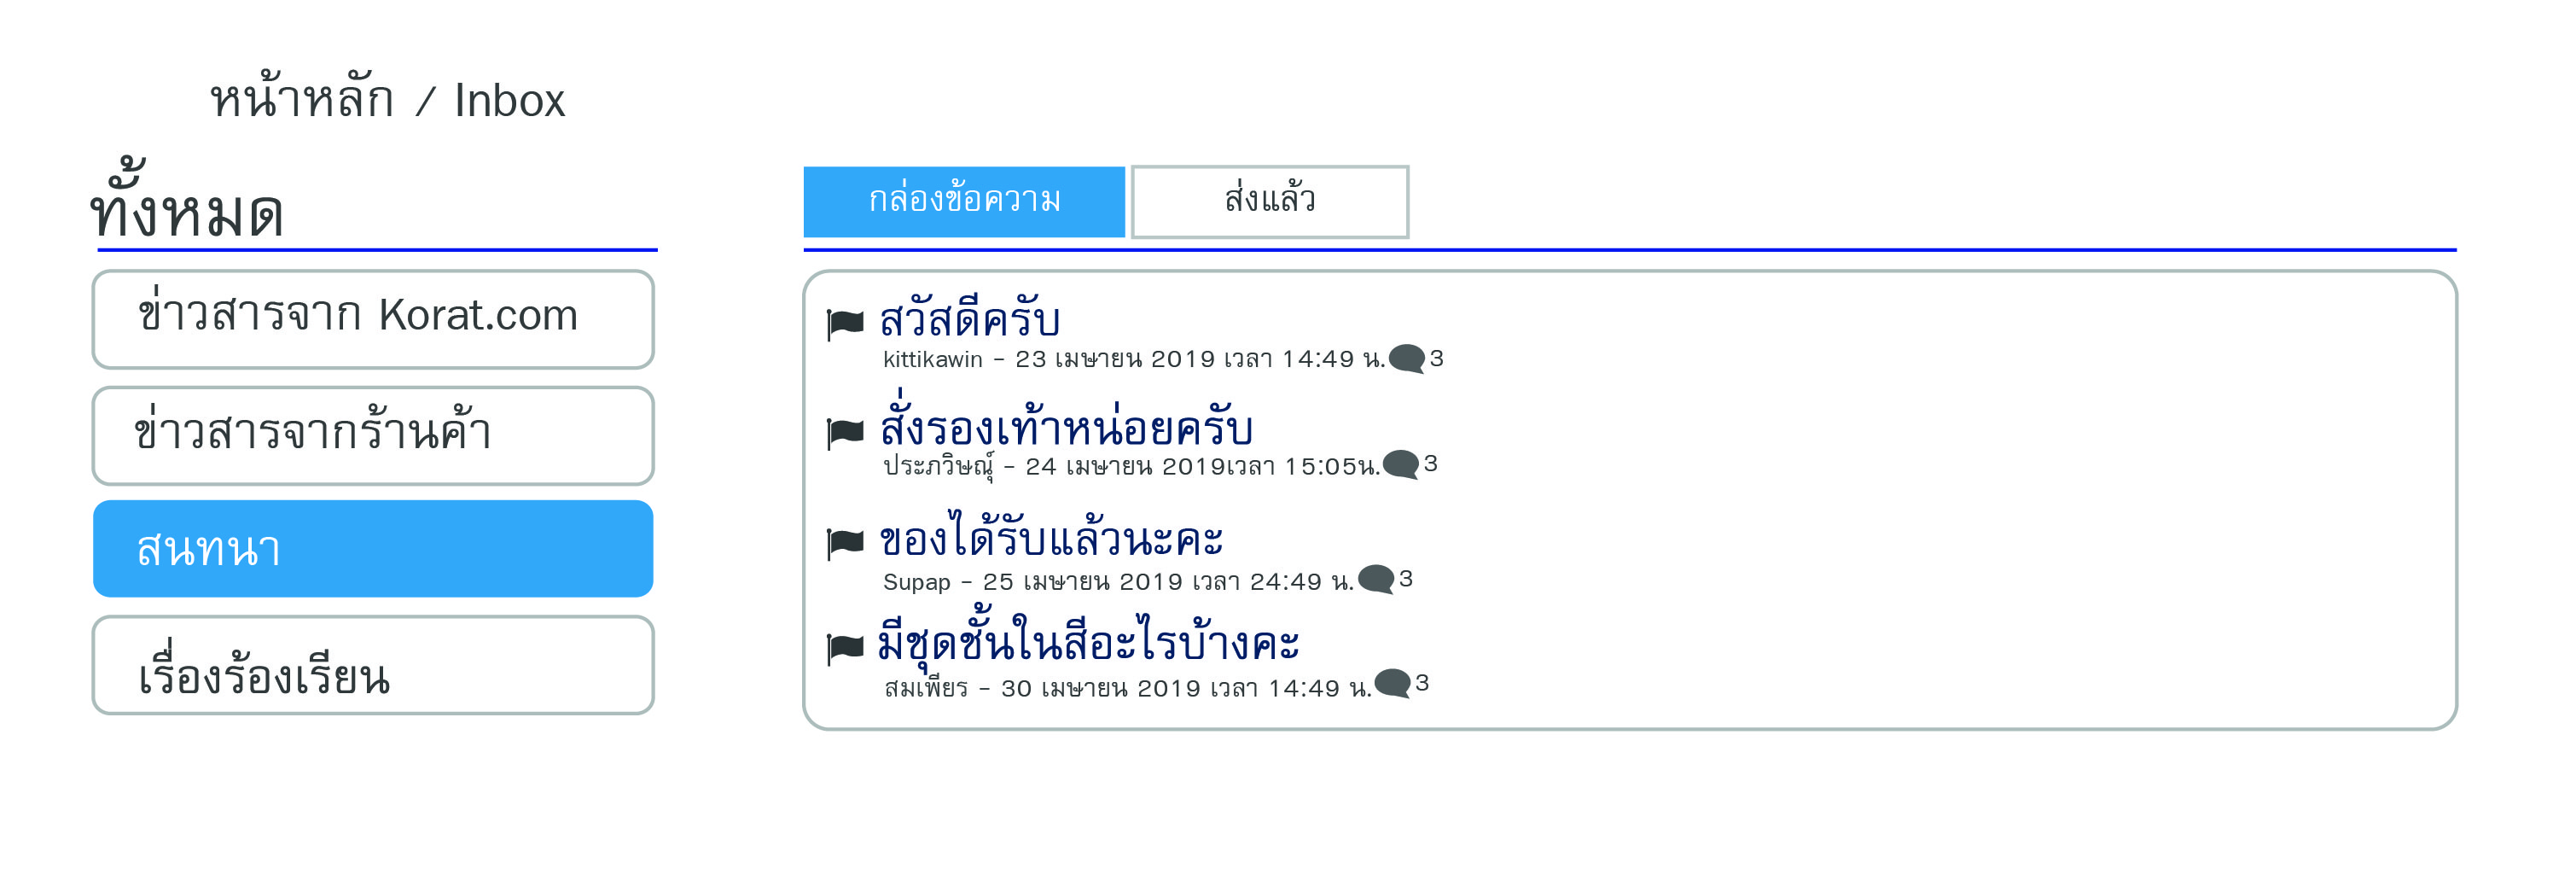 หน้าหลัก / Inbox
ทั้งหมด
ข่าวสารจาก Korat.com
ข่าวสารจากร้านค้า
สนทนา
เรื่องร้องเรียน
กล่องข้อความ
ส่งแล้ว
สวัสดีครับ
kittikawin - 23 เมษายน 2019 เวลา 14:49 น. 3
สั่งรองเท้าหน่อยครับ
ประภวิษณุ์ - 24 เมษายน 2019เวลา 15:05น. 3
ของได้รับแล้วนะคะ
Supap - 25 เมษายน 2019 เวลา 24:49 น. 3
มีชุดชั้นในสีอะไรบ้างคะ
สมเพียร - 30 เมษายน 2019 เวลา 14:49 น. 3